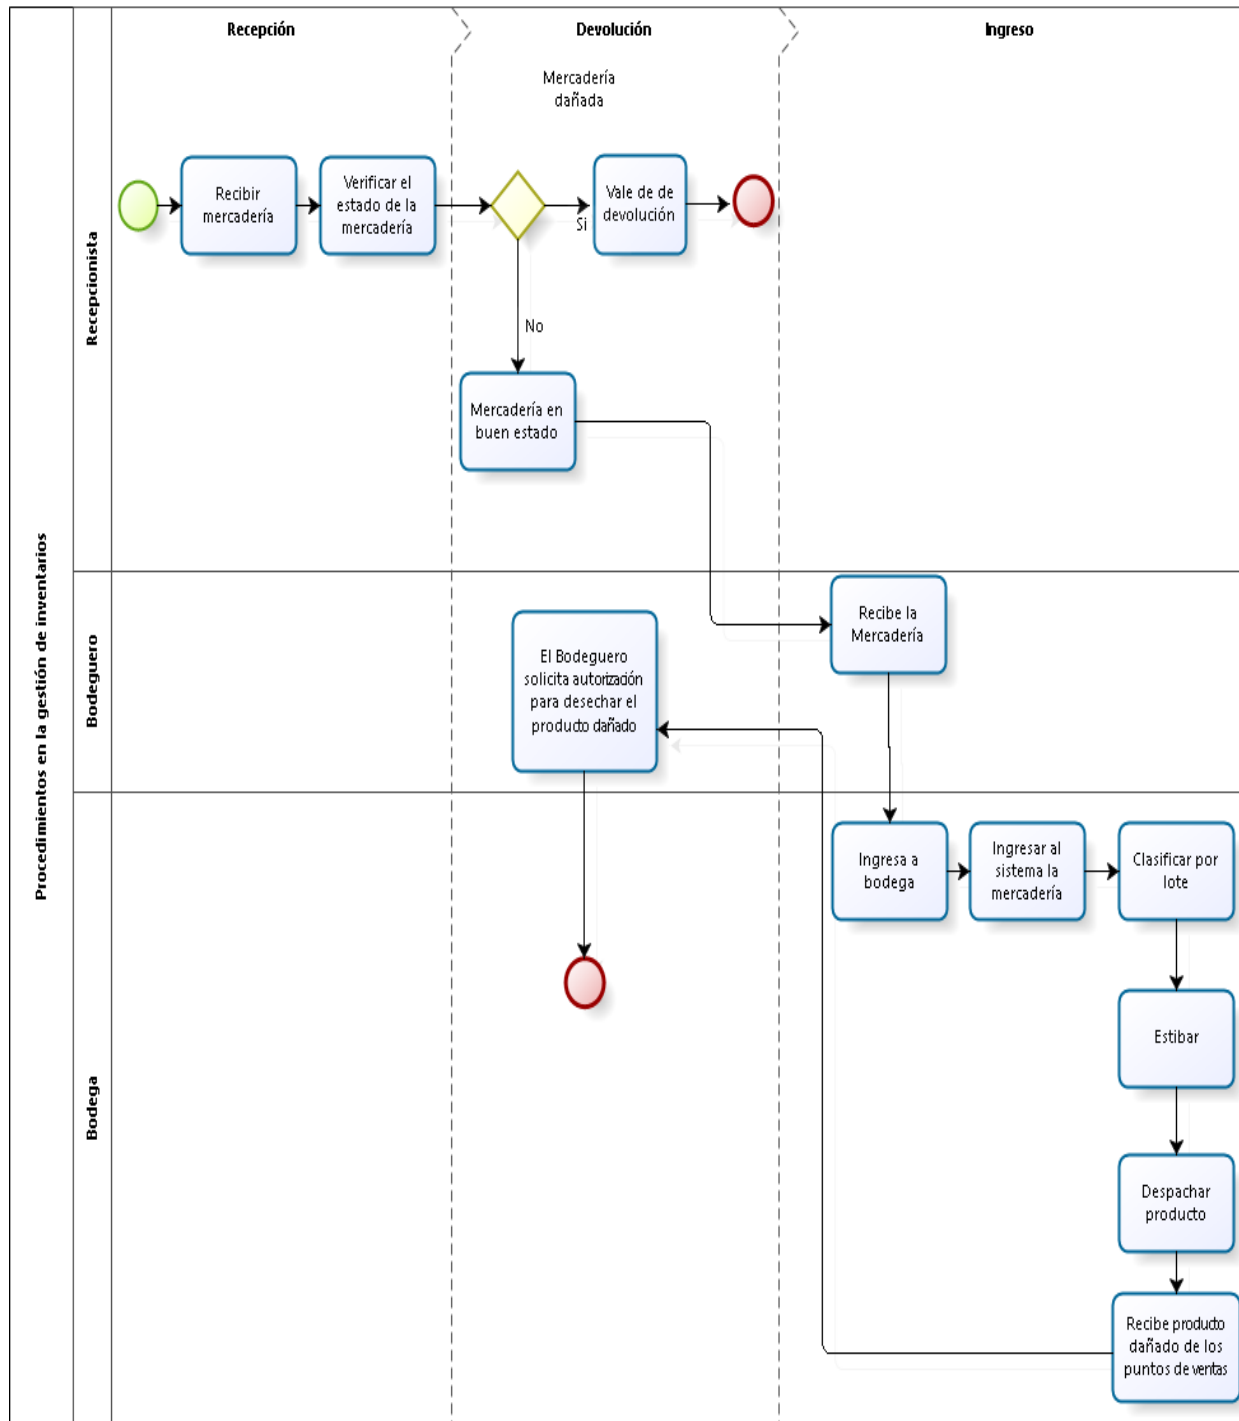 Procedimientos en la gestión de inventarios
Recepción
Devolución
Ingreso
Recepcionista
Mercadería
dañada
Recibir
mercadería
Verificar el
estado de la
mercadería
Si
Vale de de
devolución
No
Mercadería en
buen estado
Bodeguero
El Bodeguero
solicita autorización
para desechar el
producto dañado
Recibe la
Mercadería
Bodega
Ingresa a
bodega
Ingresar al
sistema la
mercadería
Clasificar por
lote
Estibar
Despachar
producto
Recibe producto
dañado de los
puntos de ventas